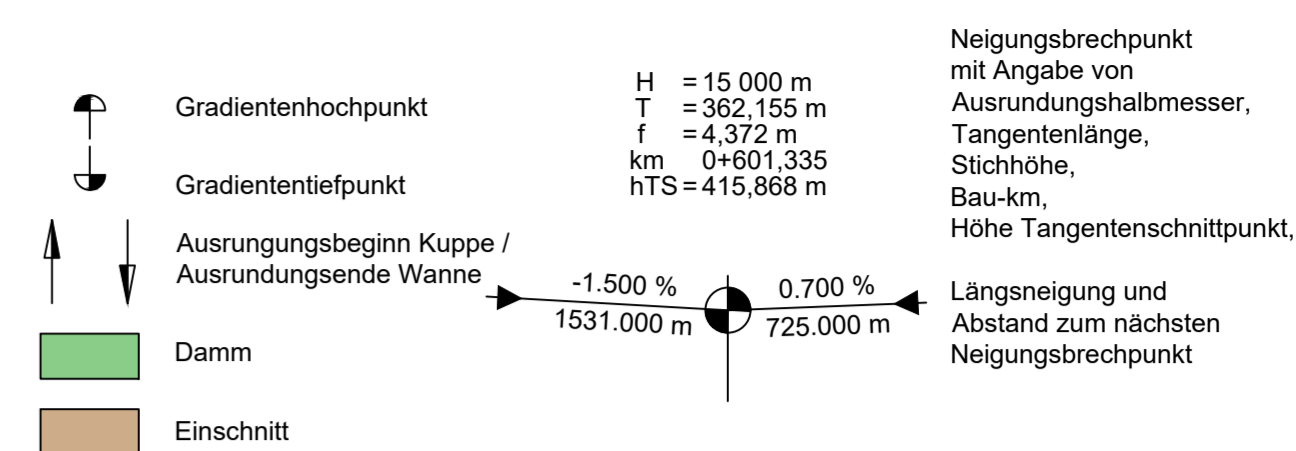 Gradientenhochpunkt
Gradiententiefpunkt
Ausrungungsbeginn Kuppe /
Ausrundungsende Wanne
Damm
Einschnitt
H = 15 000 m
T = 362,155 m
f = 4,372 m
km 0+601,335
hTS = 415,868 m
-1.500 %
1531.000 m
0.700 %
725.000 m
Neigungsbrechpunkt
mit Angabe von
Ausrundungshalbmesser,
Tangentenlänge,
Stichhöhe,
Bau-km,
Höhe Tangentenschnittpunkt,
Längsneigung und
Abstand zum nächsten
Neigungsbrechpunkt